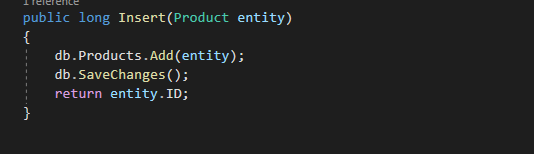 1 reference
public long Insert(Product entity)
{
db.Products.Add(entity);
db.SaveChanges();
return entity.ID;
}